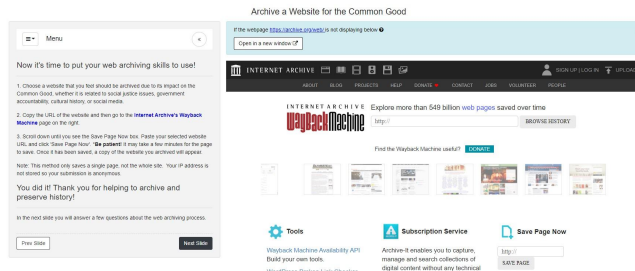 Archive a Website for the Common Good
Menu
«
Now it's time to put your web archiving skills to use!
1. Choose a website that you feel should be archived due to its impact on the
Common Good, whether it is related to social justice issues, government
accountability, cultural history, or social media.
2. Copy the URL of the website and then go to the Internet Archive's Wayback
Machine page on the right.
3. Scroll down until you see the Save Page Now box. Paste your selected website
URL and click 'Save Page Now'. *Be patient! It may take a few minutes for the page
to save. Once it has been saved, a copy of the website you archived will appear.
Note: This method only saves a single page, not the whole site. Your IP address is
not stored so your submission is anonymous.
You did it! Thank you for helping to archive and
preserve history!
In the next slide you will answer a few questions about the web archiving process.
Prev Slide
Next Slide
If the webpage https://archive.org/web/ is not displaying below
Open in a new window
INTERNET ARCHIVE
SIGN UP | LOG IN
UPLOAD
ABOUT BLOG PROJECTS HELP DONATE CONTACT JOBS VOLUNTEER PEOPLE
INTERNET ARCHIVE
WayBackMachine
Explore more than 549 billion web pages saved over time
http://
BROWSE HISTORY
Find the Wayback Machine useful? DONATE
Tools
Wayback Machine Availability API
Build your own tools.
Subscription Service
Archive-It enables you to capture,
manage and search collections of
digital content without any technical
Save Page Now
http://
SAVE PAGE